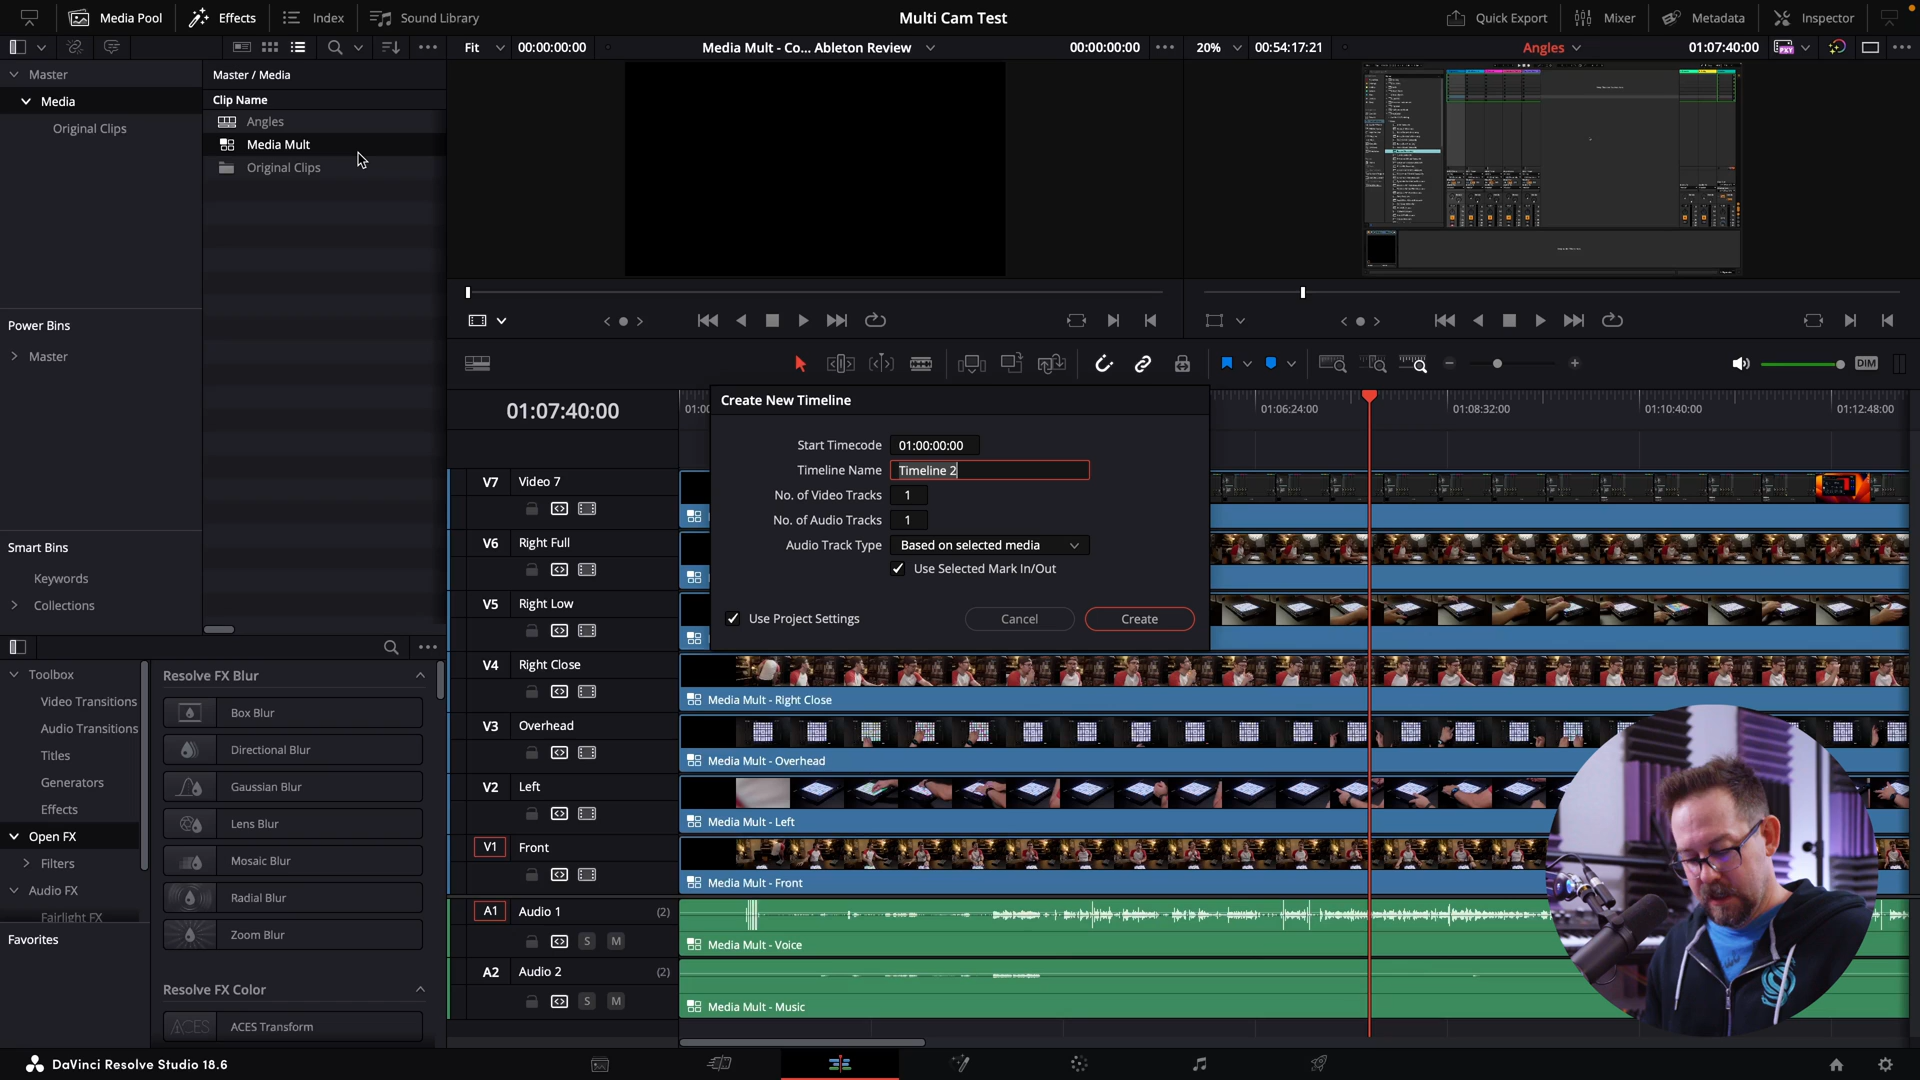 Media Pool
Effects
Index
Sound Library
Multi Cam Test
Quick Export
Mixer
Metadata
Inspector
Fit
00:00:00:00
Media Mult - Co... Ableton Review
00:00:00:00
20%
00:54:17:21
Angles
01:07:40:00
Master
Media
Original Clips
Master / Media
Clip Name
Angles
Media Mult
Original Clips
Power Bins
Master
Smart Bins
Keywords
Collections
DIM
01:07:40:00
01:06:24:00
01:08:32:00
01:10:40:00
01:12:48:00
Create New Timeline
Start Timecode 01:00:00:00
Timeline Name Timeline 2
No. of Video Tracks 1
No. of Audio Tracks 1
Audio Track Type Based on selected media
Use Selected Mark In/Out
Use Project Settings
Cancel
Create
V7 Video 7
V6 Right Full
V5 Right Low
V4 Right Close
Media Mult - Right Close
V3 Overhead
Media Mult - Overhead
V2 Left
Media Mult - Left
V1 Front
Media Mult - Front
A1 Audio 1 (2)
S M
Media Mult - Voice
A2 Audio 2 (2)
S M
Media Mult - Music
Toolbox
Video Transitions
Audio Transitions
Titles
Generators
Effects
Open FX
Filters
Audio FX
Fairlight FX
Favorites
Resolve FX Blur
Box Blur
Directional Blur
Gaussian Blur
Lens Blur
Mosaic Blur
Radial Blur
Zoom Blur
Resolve FX Color
ACES
ACES Transform
DaVinci Resolve Studio 18.6